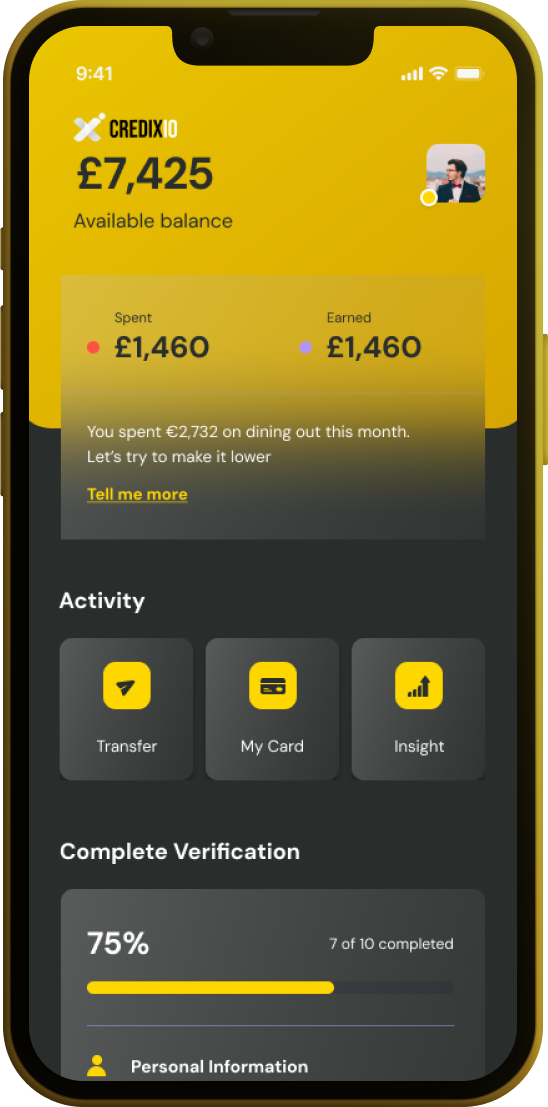 9:41
CREDIXIO
£7,425
Available balance
Spent
£1,460
Earned
£1,460
You spent €2,732 on dining out this month.
Let’s try to make it lower
Tell me more
Activity
Transfer
My Card
Insight
Complete Verification
75%
7 of 10 completed
Personal Information